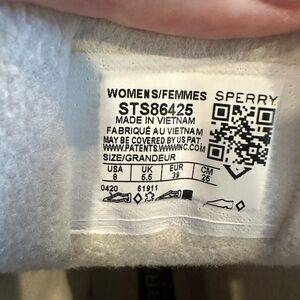 WOMENS/FEMMES SPERRY
STS86425
MADE IN VIETNAM
FABRIQUÉ AU VIETNAM
MAY BE COVERED BY US PAT
WWW.PATENTS.WWWINC.COM
SIZE/GRANDEUR
USA UK EUR CM
8 5.5 39 25
0420 61911